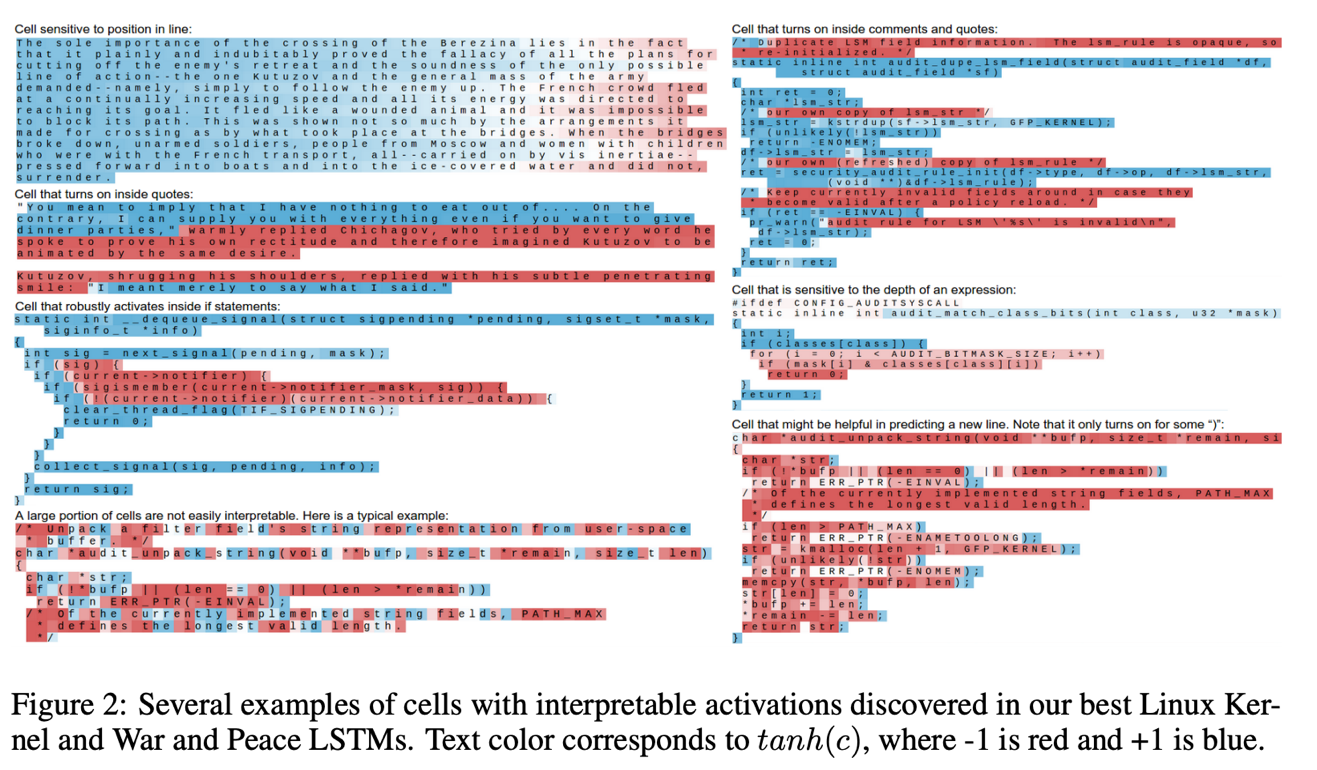 Cell sensitive to position in line:
The sole importance of the crossing of the Berezina lies in the fact
that it plainly and indubitably proved the fallacy of all the plans for
cutting off the enemy's retreat and the soundness of the only possible
line of action--the one Kutuzov and the general mass of the army
demanded--namely, simply to follow the enemy up. The French crowd fled
at a continually increasing speed and all its energy was directed to
reaching its goal. It fled like a wounded animal and it was impossible
to block its path. This was shown not so much by the arrangements it
made for crossing as by what took place at the bridges. When the bridges
broke down, unarmed soldiers, people from Moscow and women with children
who were with the French transport, all--carried on by vis inertiae--
pressed forward into boats and into the ice-covered water and did not,
surrender.
Cell that turns on inside quotes:
"You mean to imply that I have nothing to eat out of.... On the
contrary, I can supply you with everything even if you want to give
dinner parties," warmly replied Chichagov, who tried by every word he
spoke to prove his own rectitude and therefore imagined Kutuzov to be
animated by the same desire.
Kutuzov, shrugging his shoulders, replied with his subtle penetrating
smile: "I meant merely to say what I said."
Cell that robustly activates inside if statements:
static int __dequeue_signal(struct sigpending *pending, sigset_t *mask,
siginfo_t *info)
{
int sig = next_signal(pending, mask);
if (sig) {
if (current->notifier) {
if (sigismember(current->notifier_mask, sig)) {
if (!(current->notifier)(current->notifier_data)) {
clear_thread_flag(TIF_SIGPENDING);
return 0;
}
}
}
collect_signal(sig, pending, info);
}
return sig;
}
A large portion of cells are not easily interpretable. Here is a typical example:
/* Unpack a filter field's string representation from user-space
* buffer. */
char *audit_unpack_string(void **bufp, size_t *remain, size_t len)
{
char *str;
if (!*bufp || (len == 0) || (len > *remain))
return ERR_PTR(-EINVAL);
/* Of the currently implemented string fields, PATH_MAX
* defines the longest valid length.
*/
Cell that turns on inside comments and quotes:
/* Duplicate LSM field information. The lsm_rule is opaque, so
* re-initialized. */
static inline int audit_dupe_lsm_field(struct audit_field *df,
struct audit_field *sf)
{
int ret = 0;
char *lsm_str;
/* our own copy of lsm_str */
lsm_str = kstrdup(sf->lsm_str, GFP_KERNEL);
if (unlikely(!lsm_str))
return -ENOMEM;
df->lsm_str = lsm_str;
/* our own (refreshed) copy of lsm_rule */
ret = security_audit_rule_init(df->type, df->op, df->lsm_str,
(void **)&df->lsm_rule);
/* Keep currently invalid fields around in case they
* become valid after a policy reload. */
if (ret == -EINVAL) {
pr_warn("audit rule for LSM \'%s\' is invalid\n",
df->lsm_str);
ret = 0;
}
return ret;
}
Cell that is sensitive to the depth of an expression:
#ifdef CONFIG_AUDITSYSCALL
static inline int audit_match_class_bits(int class, u32 *mask)
{
int i;
if (classes[class]) {
for (i = 0; i < AUDIT_BITMASK_SIZE; i++)
if (mask[i] & classes[class][i])
return 0;
}
return 1;
}
Cell that might be helpful in predicting a new line. Note that it only turns on for some “)”:
char *audit_unpack_string(void **bufp, size_t *remain, si
{
char *str;
if (!*bufp || (len == 0) || (len > *remain))
return ERR_PTR(-EINVAL);
/* Of the currently implemented string fields, PATH_MAX
* defines the longest valid length.
*/
if (len > PATH_MAX)
return ERR_PTR(-ENAMETOOLONG);
str = kmalloc(len + 1, GFP_KERNEL);
if (unlikely(!str))
return ERR_PTR(-ENOMEM);
memcpy(str, *bufp, len);
str[len] = 0;
*bufp += len;
*remain -= len;
return str;
}
Figure 2: Several examples of cells with interpretable activations discovered in our best Linux Ker-
nel and War and Peace LSTMs. Text color corresponds to tanh(c), where -1 is red and +1 is blue.